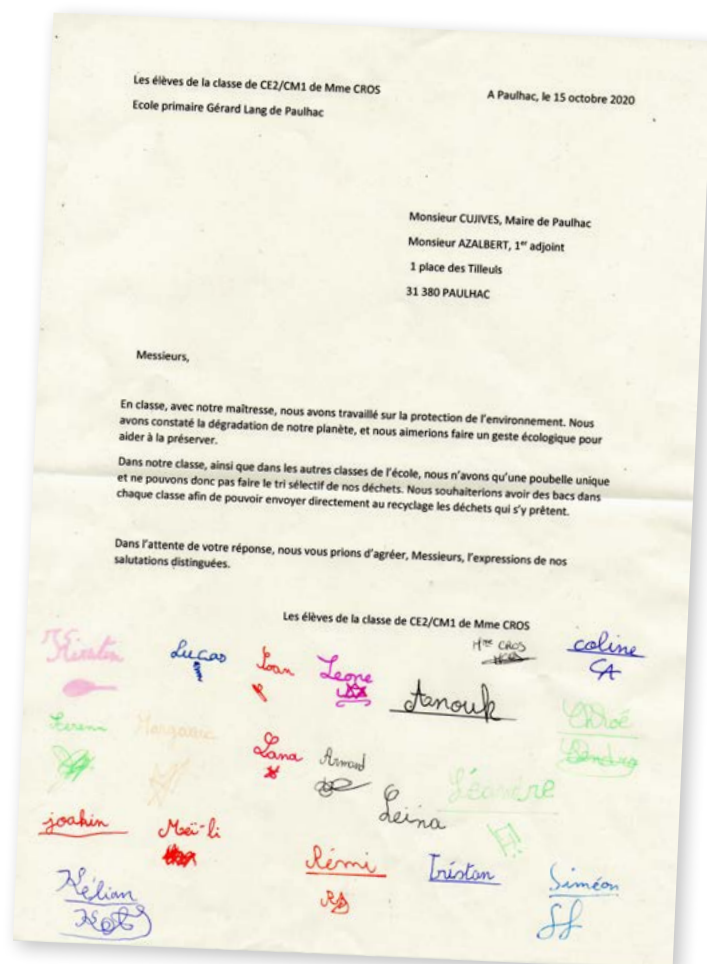 Les élèves de la classe de CE2/CM1 de Mme CROS
A Paulhac, le 15 octobre 2020
Ecole primaire Gérard Lang de Paulhac
Monsieur CUJIVES, Maire de Paulhac
Monsieur AZALBERT, 1er adjoint
1 place des Tilleuls
31 380 PAULHAC
Messieurs,
En classe, avec notre maîtresse, nous avons travaillé sur la protection de l'environnement. Nous
avons constaté la dégradation de notre planète, et nous aimerions faire un geste écologique pour
aider à la préserver.
Dans notre classe, ainsi que dans les autres classes de l'école, nous n'avons qu'une poubelle unique
et ne pouvons donc pas faire le tri sélectif de nos déchets. Nous souhaiterions avoir des bacs dans
chaque classe afin de pouvoir envoyer directement au recyclage les déchets qui s'y prêtent.
Dans l'attente de votre réponse, nous vous prions d'agréer, Messieurs, l'expressions de nos
salutations distinguées.
Les élèves de la classe de CE2/CM1 de Mme CROS
Kirsten Lucas Loan Leone Mme CROS coline
CA
Anouk
Chloé
Lana Armand
Léandre
Leïna
joahin Meï-li
Rémi Tristan Siméon
Kélian